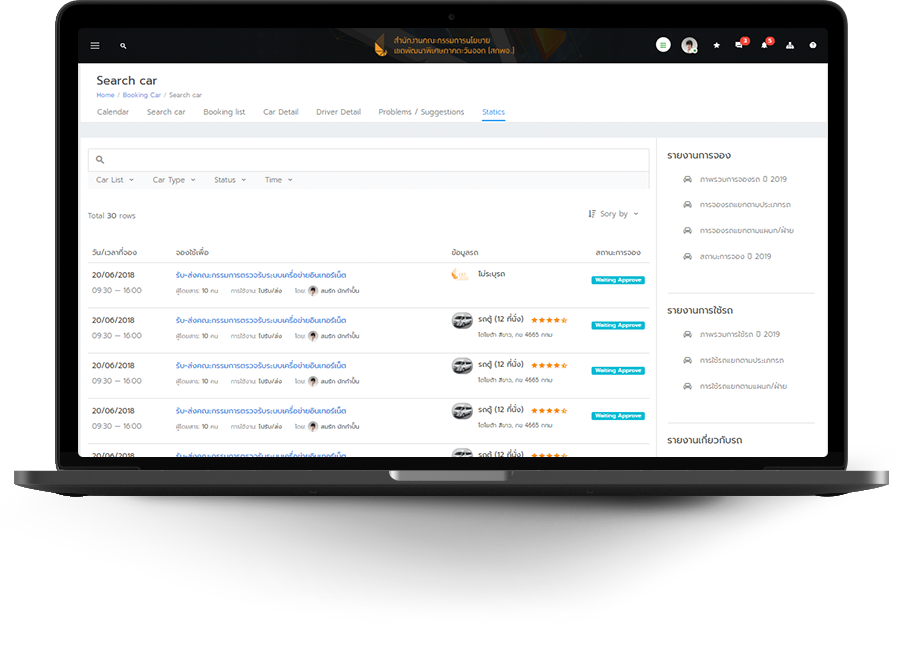 สำนักงานคณะกรรมการนโยบาย
เขตพัฒนาพิเศษภาคตะวันออก (สกพอ.)
3
5
Search car
Home / Booking Car / Search car
Calendar Search car Booking list Car Detail Driver Detail Problems / Suggestions Statics
Car List Car Type Status Time
Total 30 rows Sory by
วัน/เวลาที่จอง จองใช้เพื่อ ข้อมูลรถ สถานะการจอง
20/06/2018 รับ-ส่งคณะกรรมการตรวจรับระบบเครือข่ายอินเทอร์เน็ต ไม่ระบุรถ Waiting Approve
09:30 — 16:00 ผู้โดยสาร: 10 คน การใช้งาน: ไปรับ/ส่ง โดย: สมรัก นักกำปั้น
20/06/2018 รับ-ส่งคณะกรรมการตรวจรับระบบเครือข่ายอินเทอร์เน็ต รถตู้ (12 ที่นั่ง) Waiting Approve
09:30 — 16:00 ผู้โดยสาร: 10 คน การใช้งาน: ไปรับ/ส่ง โดย: สมรัก นักกำปั้น โตโยต้า สีขาว, กข 4665 กทม
20/06/2018 รับ-ส่งคณะกรรมการตรวจรับระบบเครือข่ายอินเทอร์เน็ต รถตู้ (12 ที่นั่ง) Waiting Approve
09:30 — 16:00 ผู้โดยสาร: 10 คน การใช้งาน: ไปรับ/ส่ง โดย: สมรัก นักกำปั้น โตโยต้า สีขาว, กข 4665 กทม
20/06/2018 รับ-ส่งคณะกรรมการตรวจรับระบบเครือข่ายอินเทอร์เน็ต รถตู้ (12 ที่นั่ง) Waiting Approve
09:30 — 16:00 ผู้โดยสาร: 10 คน การใช้งาน: ไปรับ/ส่ง โดย: สมรัก นักกำปั้น โตโยต้า สีขาว, กข 4665 กทม
20/06/2018 รับ-ส่งคณะกรรมการตรวจรับระบบเครือข่ายอินเทอร์เน็ต รถตู้ (12 ที่นั่ง)
รายงานการจอง
ภาพรวมการจองรถ ปี 2019
การจองรถแยกตามประเภทรถ
การจองรถแยกตามแผนก/ฝ่าย
สถานะการจอง ปี 2019
รายงานการใช้รถ
ภาพรวมการใช้รถ ปี 2019
การใช้รถแยกตามประเภทรถ
การใช้รถแยกตามแผนก/ฝ่าย
รายงานเกี่ยวกับรถ